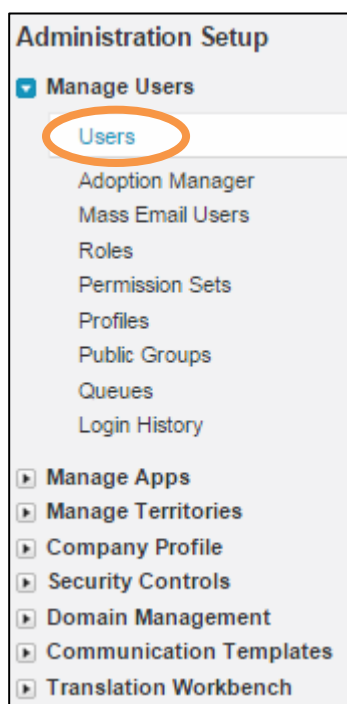 Administration Setup
Manage Users
Users
Adoption Manager
Mass Email Users
Roles
Permission Sets
Profiles
Public Groups
Queues
Login History
Manage Apps
Manage Territories
Company Profile
Security Controls
Domain Management
Communication Templates
Translation Workbench